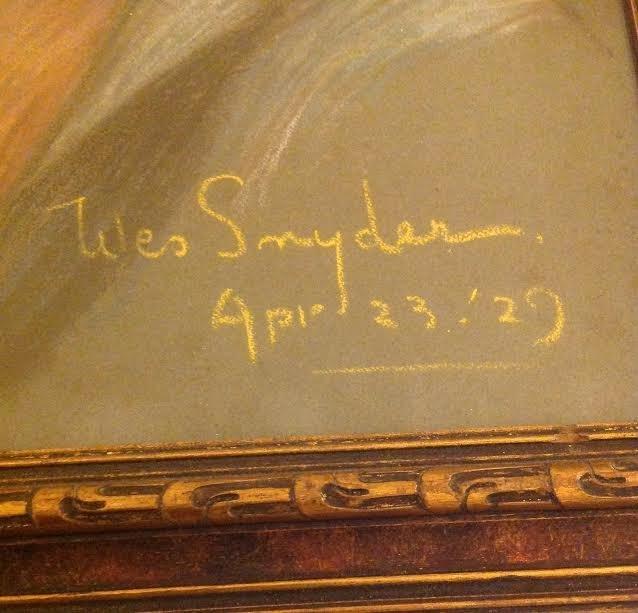 Wes Snyder.
Apr 23 '29